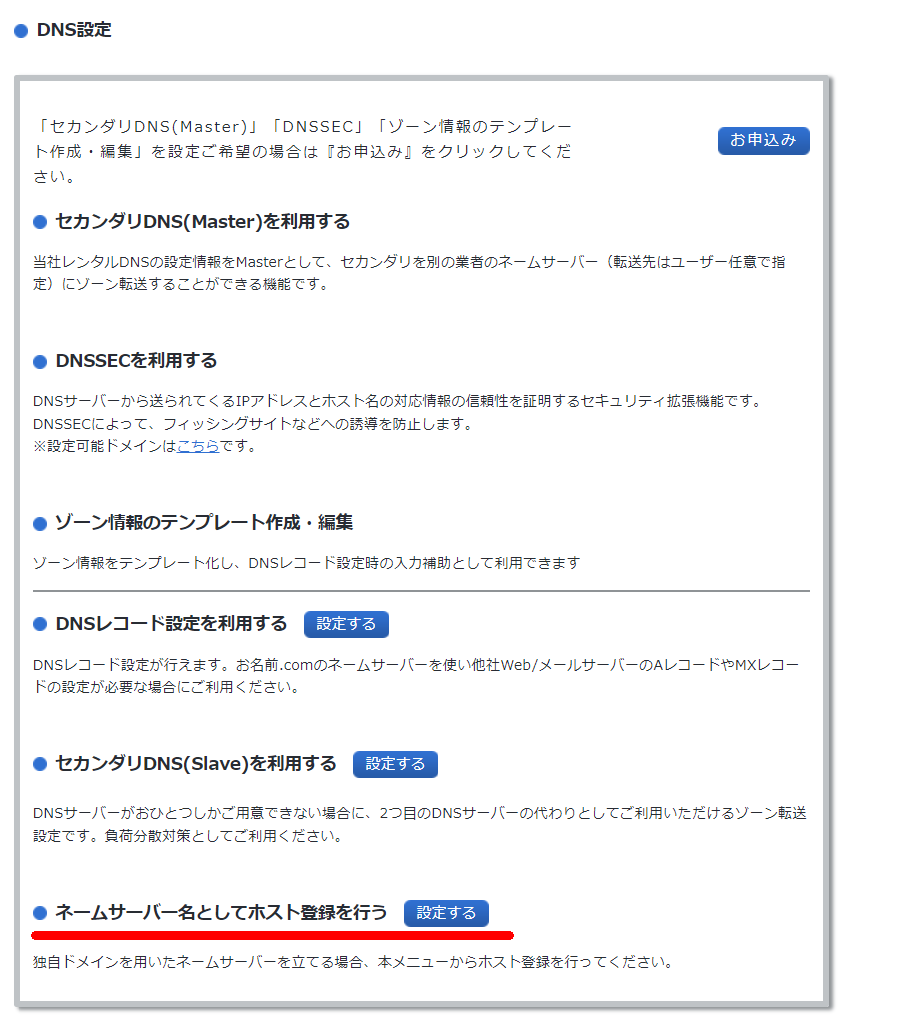 DNS設定
「セカンダリDNS(Master)」「DNSSEC」「ゾーン情報のテンプレー
ト作成・編集」を設定ご希望の場合は『お申込み』をクリックしてくだ
さい。
お申込み
セカンダリDNS(Master)を利用する
当社レンタルDNSの設定情報をMasterとして、セカンダリを別の業者のネームサーバー（転送先はユーザー任意で指
定）にゾーン転送することができる機能です。
DNSSECを利用する
DNSサーバーから送られてくるIPアドレスとホスト名の対応情報の信頼性を証明するセキュリティ拡張機能です。
DNSSECによって、フィッシングサイトなどへの誘導を防止します。
※設定可能ドメインはこちらです。
ゾーン情報のテンプレート作成・編集
ゾーン情報をテンプレート化し、DNSレコード設定時の入力補助として利用できます
DNSレコード設定を利用する 設定する
DNSレコード設定が行えます。お名前.comのネームサーバーを使い他社Web/メールサーバーのAレコードやMXレコー
ドの設定が必要な場合にご利用ください。
セカンダリDNS(Slave)を利用する 設定する
DNSサーバーがおひとつしかご用意できない場合に、2つ目のDNSサーバーの代わりとしてご利用いただけるゾーン転送
設定です。負荷分散対策としてご利用ください。
ネームサーバー名としてホスト登録を行う 設定する
独自ドメインを用いたネームサーバーを立てる場合、本メニューからホスト登録を行ってください。